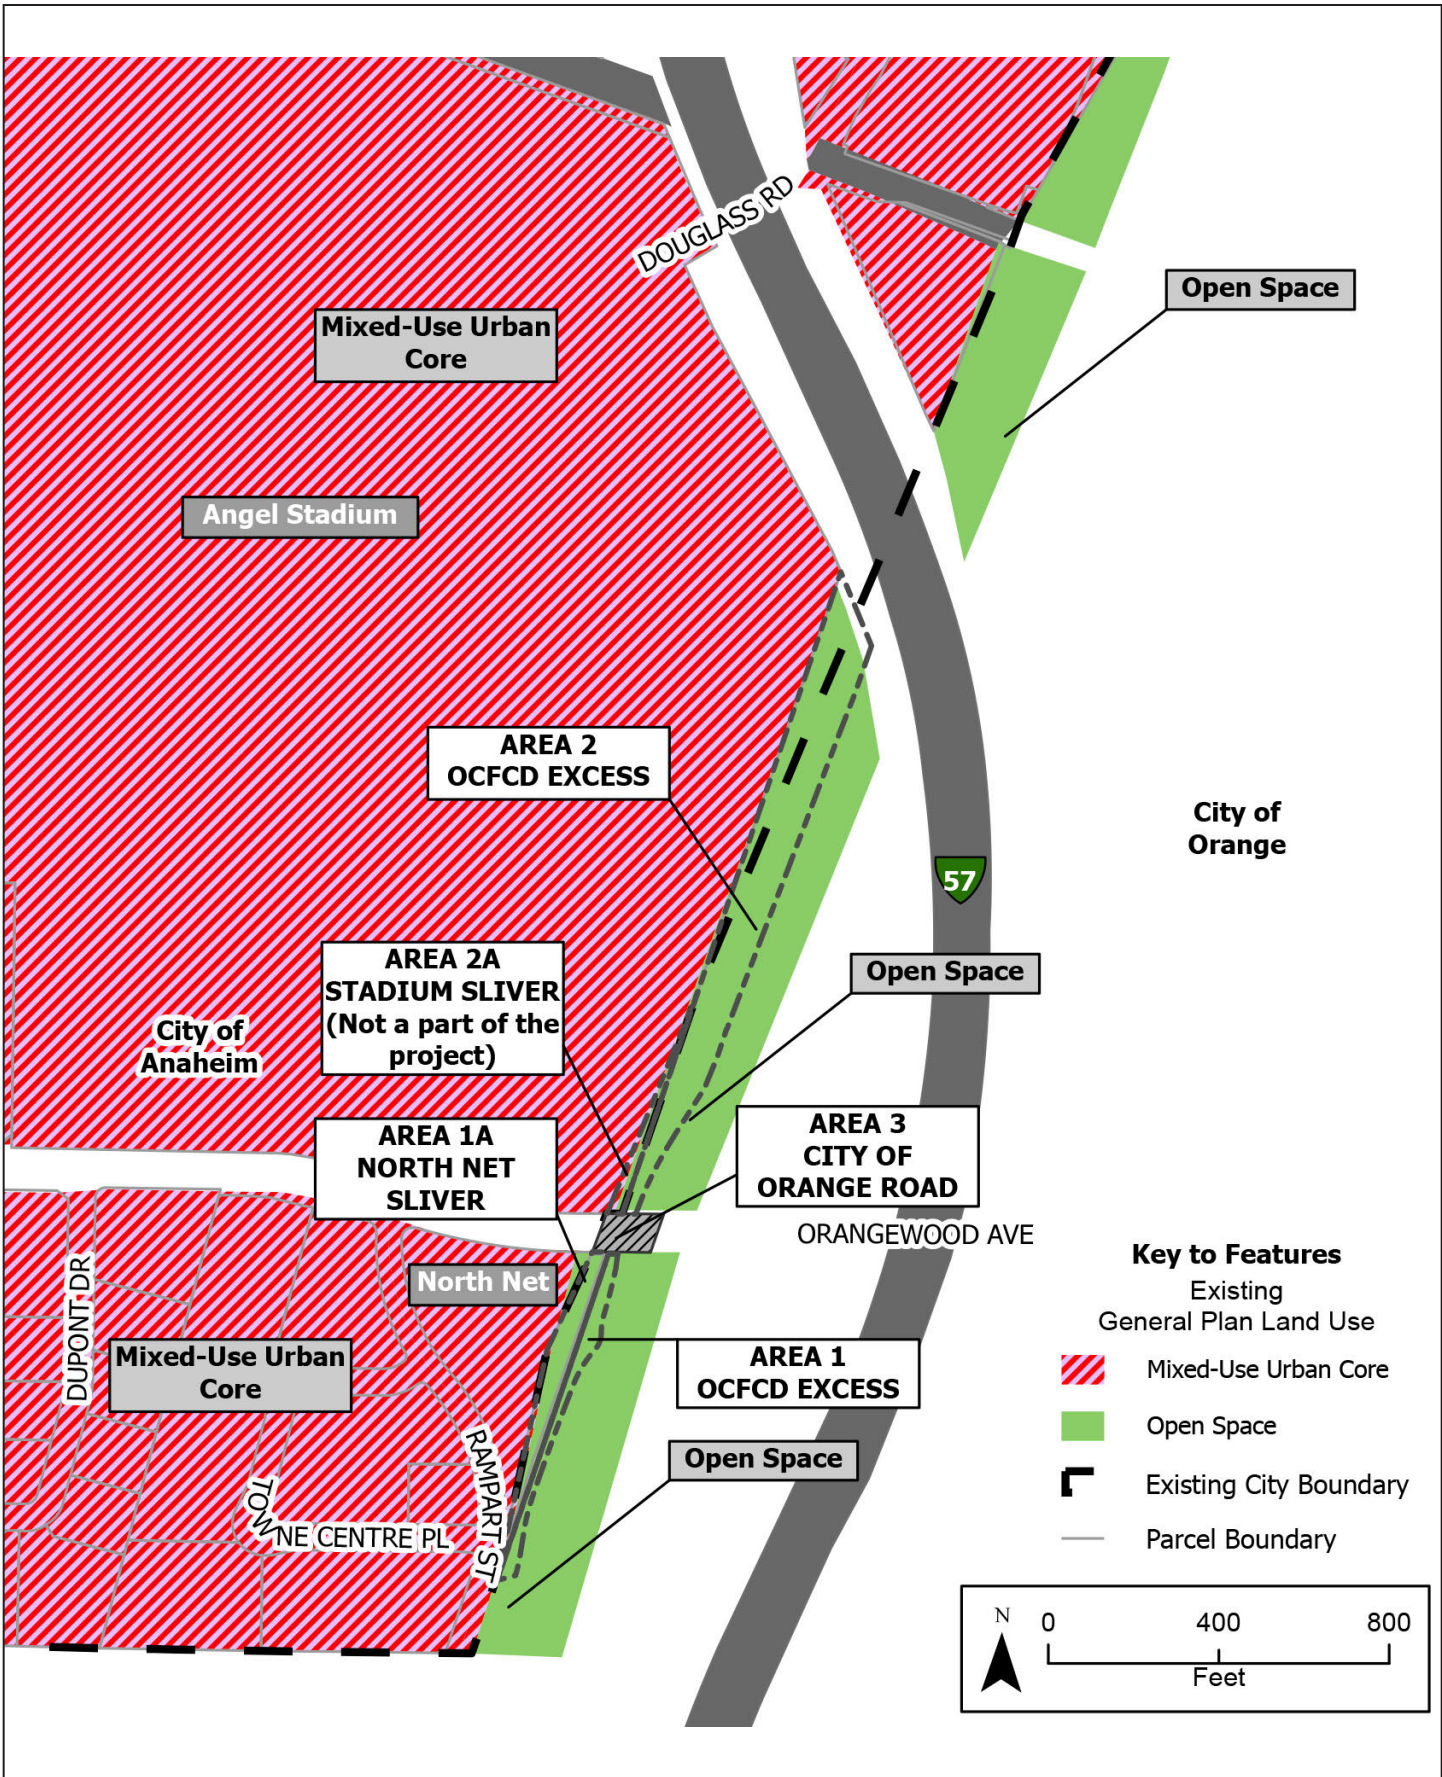 DOUGLASS RD
Open Space
Mixed-Use Urban
Core
Angel Stadium
AREA 2
OCFCD EXCESS
City of
Orange
57
AREA 2A
STADIUM SLIVER
(Not a part of the
project)
Open Space
City of
Anaheim
AREA 1A
NORTH NET
SLIVER
AREA 3
CITY OF
ORANGE ROAD
ORANGEWOOD AVE
North Net
DUPONT DR
Mixed-Use Urban
Core
AREA 1
OCFCD EXCESS
Open Space
RAMPART ST
TOWNE CENTRE PL
Key to Features
Existing
General Plan Land Use
Mixed-Use Urban Core
Open Space
Existing City Boundary
Parcel Boundary
N
0 400 800
Feet